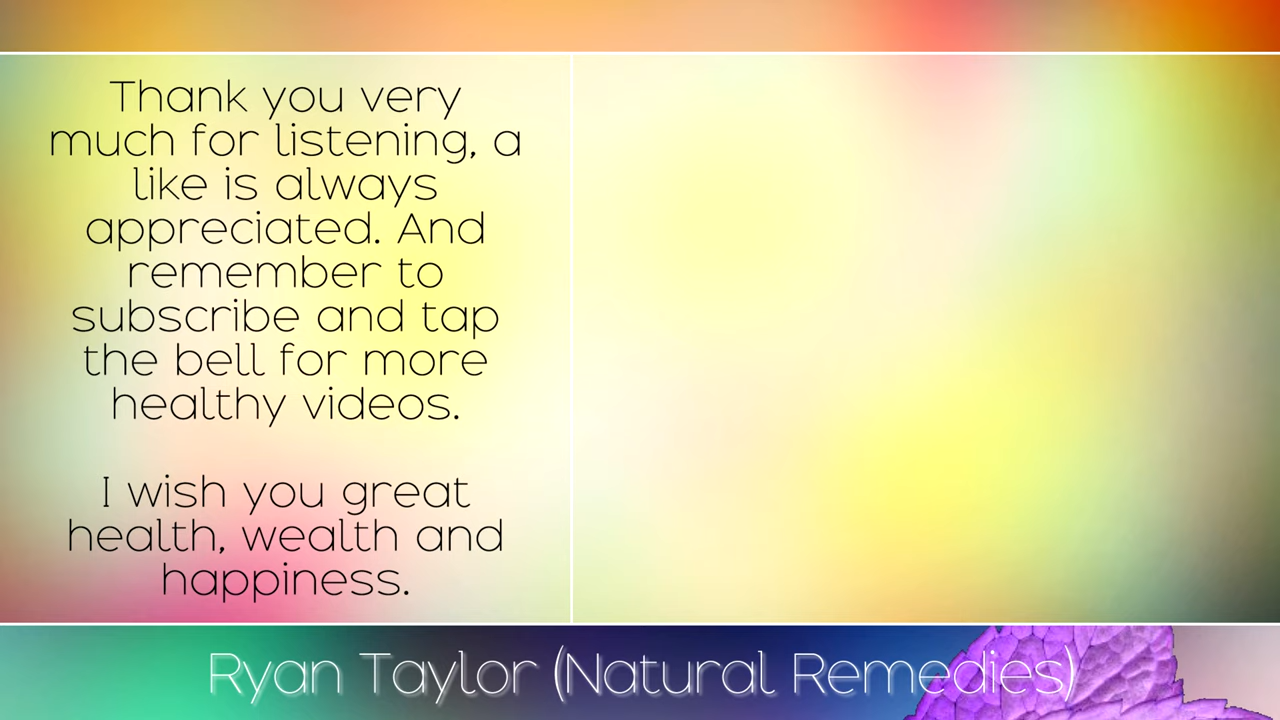 Thank you very
much for listening, a
like is always
appreciated. And
remember to
subscribe and tap
the bell for more
healthy videos.
I wish you great
health, wealth and
happiness.
Ryan Taylor (Natural Remedies)